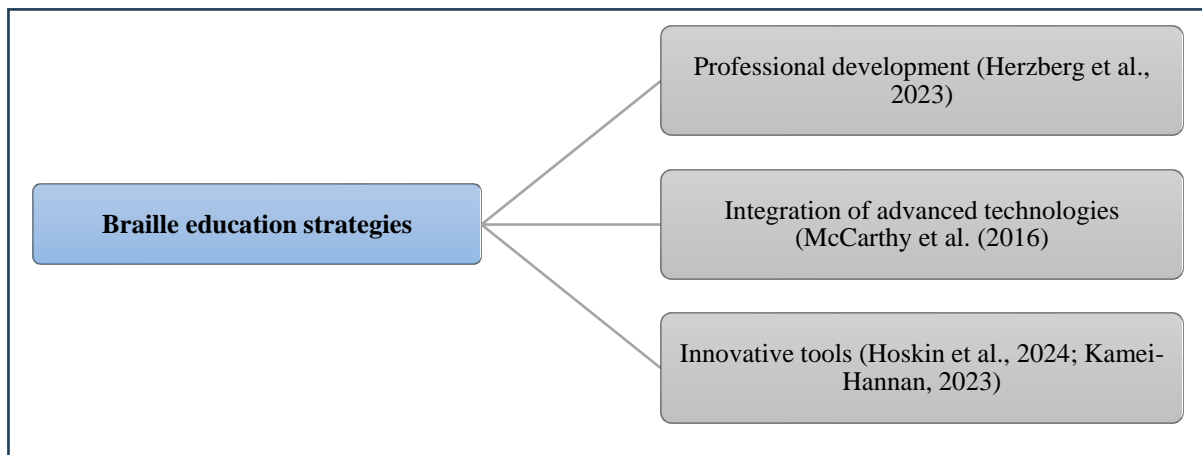 Braille education strategies
Professional development (Herzberg et al.,
2023)
Integration of advanced technologies
(McCarthy et al. (2016)
Innovative tools (Hoskin et al., 2024; Kamei-
Hannan, 2023)